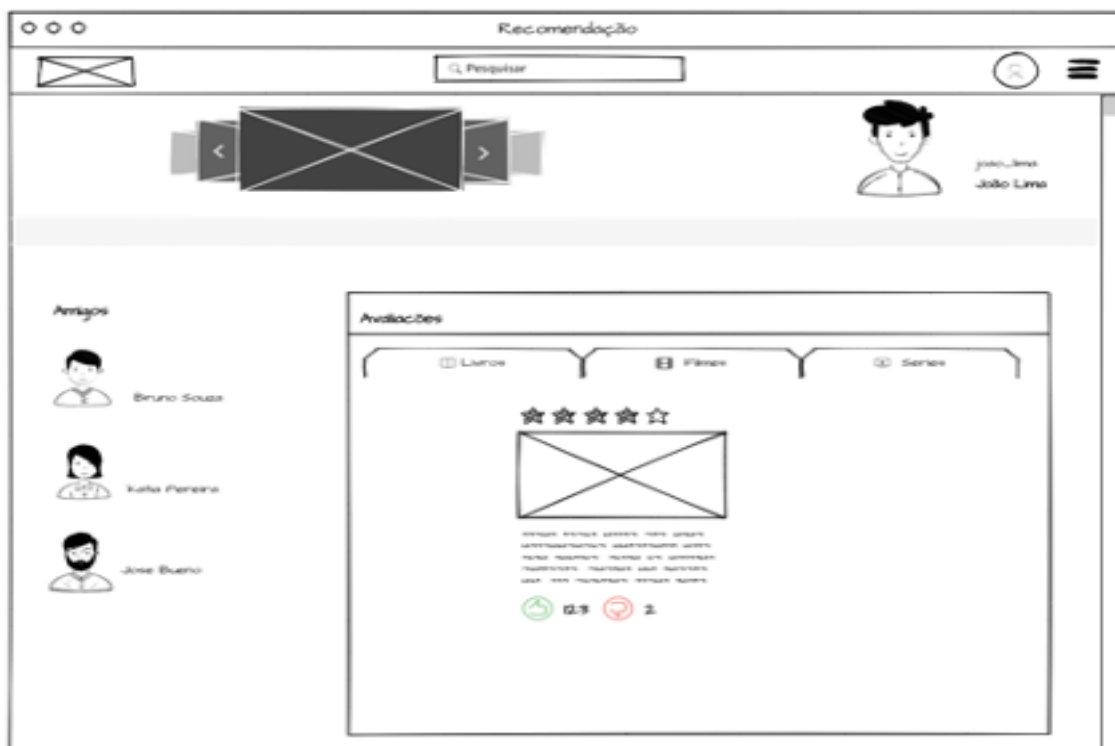 Recomendação
Pesquisar
joao_lima
João Lima
Amigos
Bruno Souza
Katia Pereira
Jose Bueno
Avaliacões
Livros
Filmes
Series
123
2